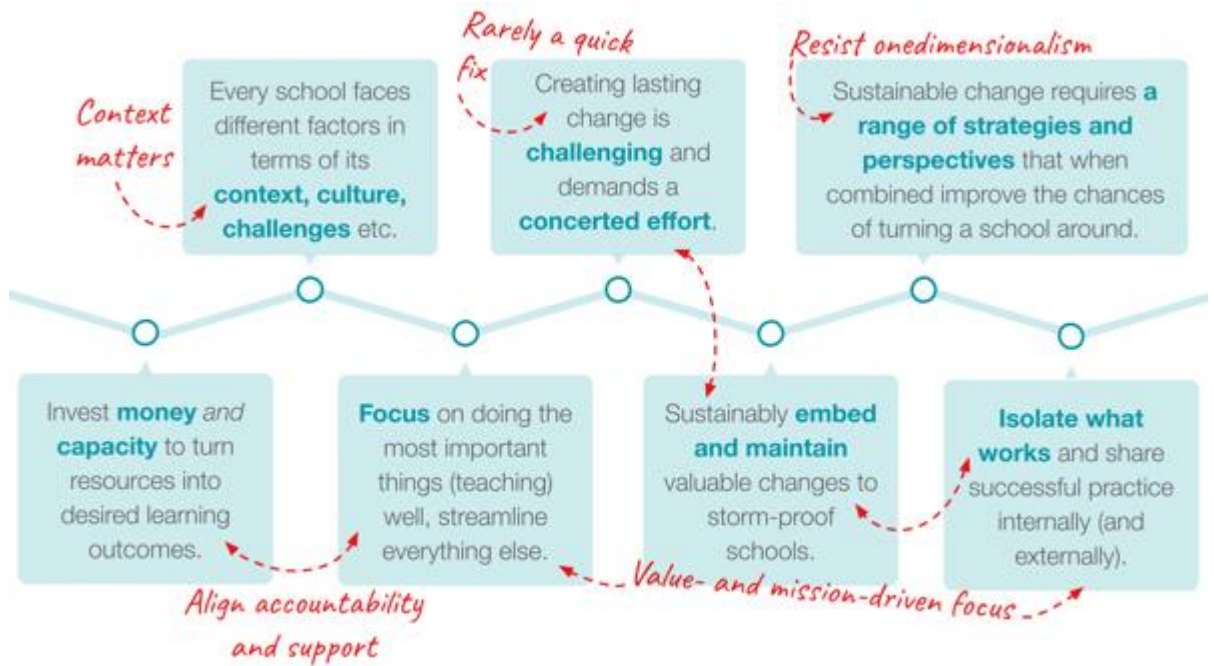 Rarely a quick
fix
Resist onedimensionalism
Context
matters
Every school faces
different factors in
terms of its
context, culture,
challenges etc.
Creating lasting
change is
challenging and
demands a
concerted effort.
Sustainable change requires a
range of strategies and
perspectives that when
combined improve the chances
of turning a school around.
Invest money and
capacity to turn
resources into
desired learning
outcomes.
Focus on doing the
most important
things (teaching)
well, streamline
everything else.
Sustainably embed
and maintain
valuable changes to
storm-proof
schools.
Isolate what
works and share
successful practice
internally (and
externally).
Align accountability
and support
Value- and mission-driven focus